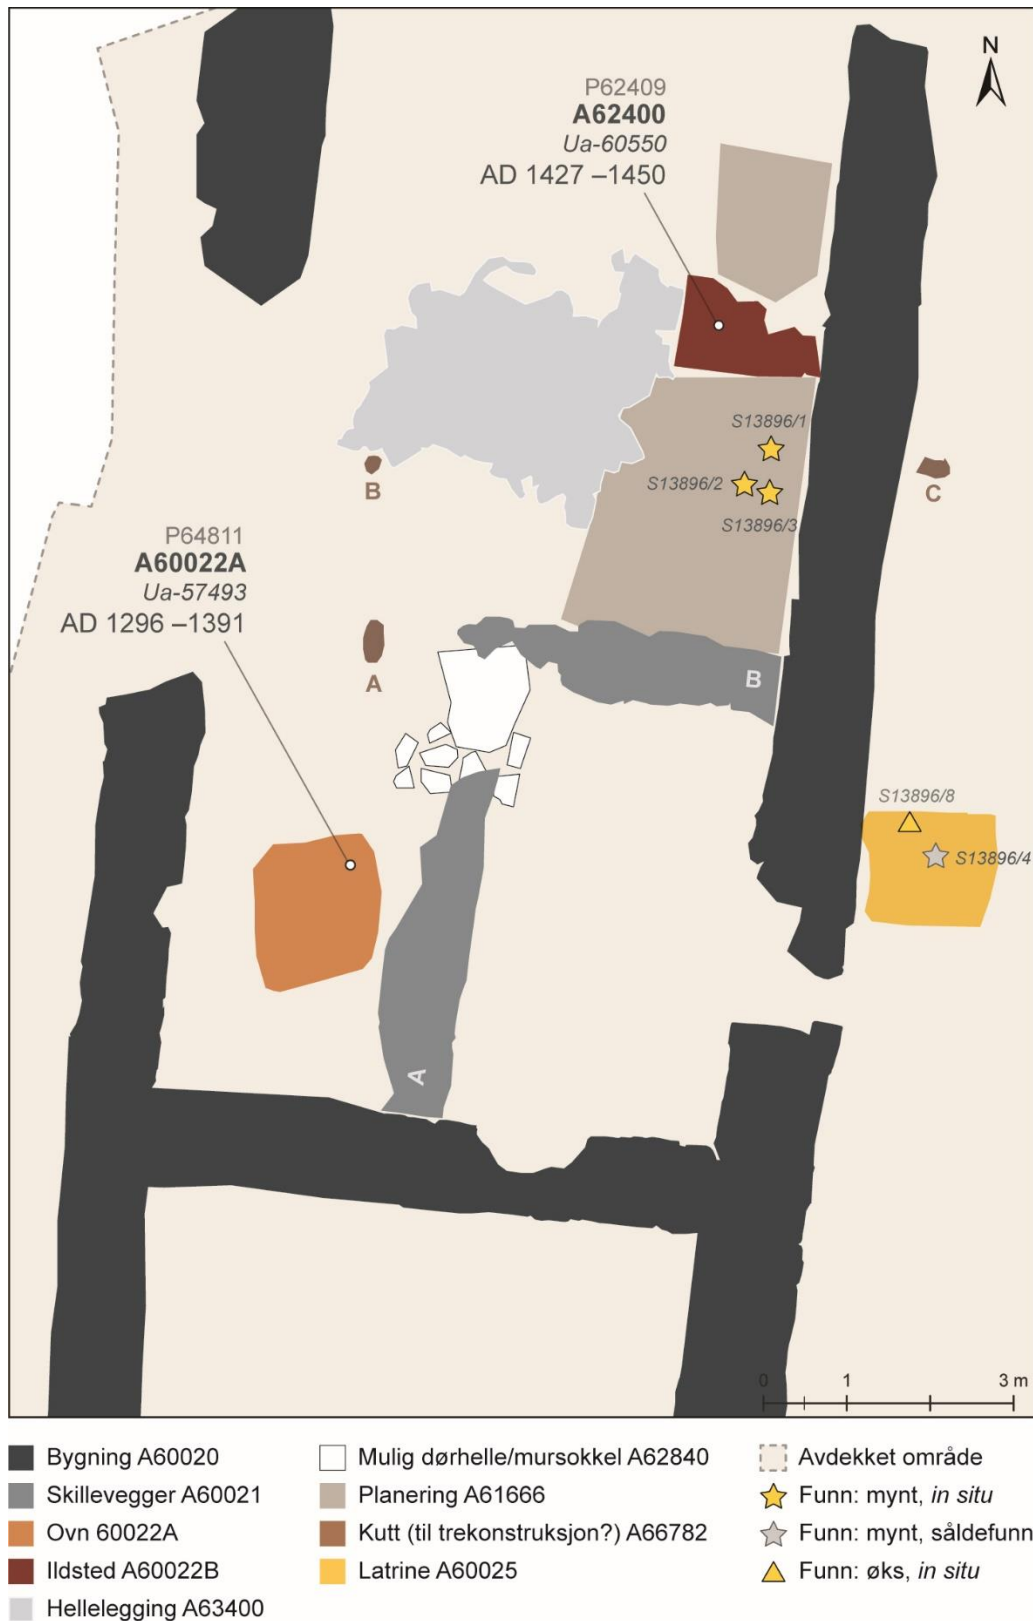 N
P62409
A62400
Ua-60550
AD 1427 –1450
S13896/1
S13896/2
S13896/3
B
C
P64811
A60022A
Ua-57493
AD 1296 –1391
A
B
S13896/8
S13896/4
A
0 1 3 m
Bygning A60020
Skillevegger A60021
Ovn 60022A
Ildsted A60022B
Hellelegging A63400
Mulig dørhelle/mursokkel A62840
Planering A61666
Kutt (til trekonstruksjon?) A66782
Latrine A60025
Avdekket område
Funn: mynt, in situ
Funn: mynt, såldefunn
Funn: øks, in situ